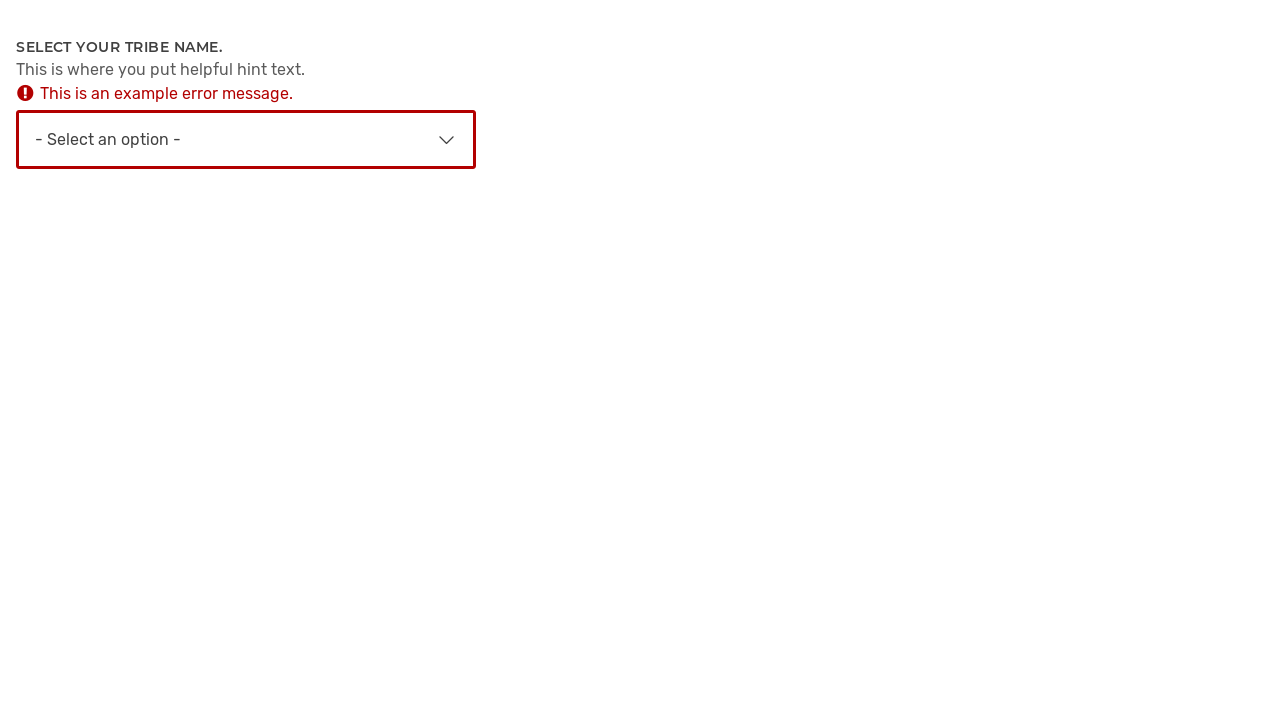 SELECT YOUR TRIBE NAME.
This is where you put helpful hint text.
This is an example error message.
- Select an option -